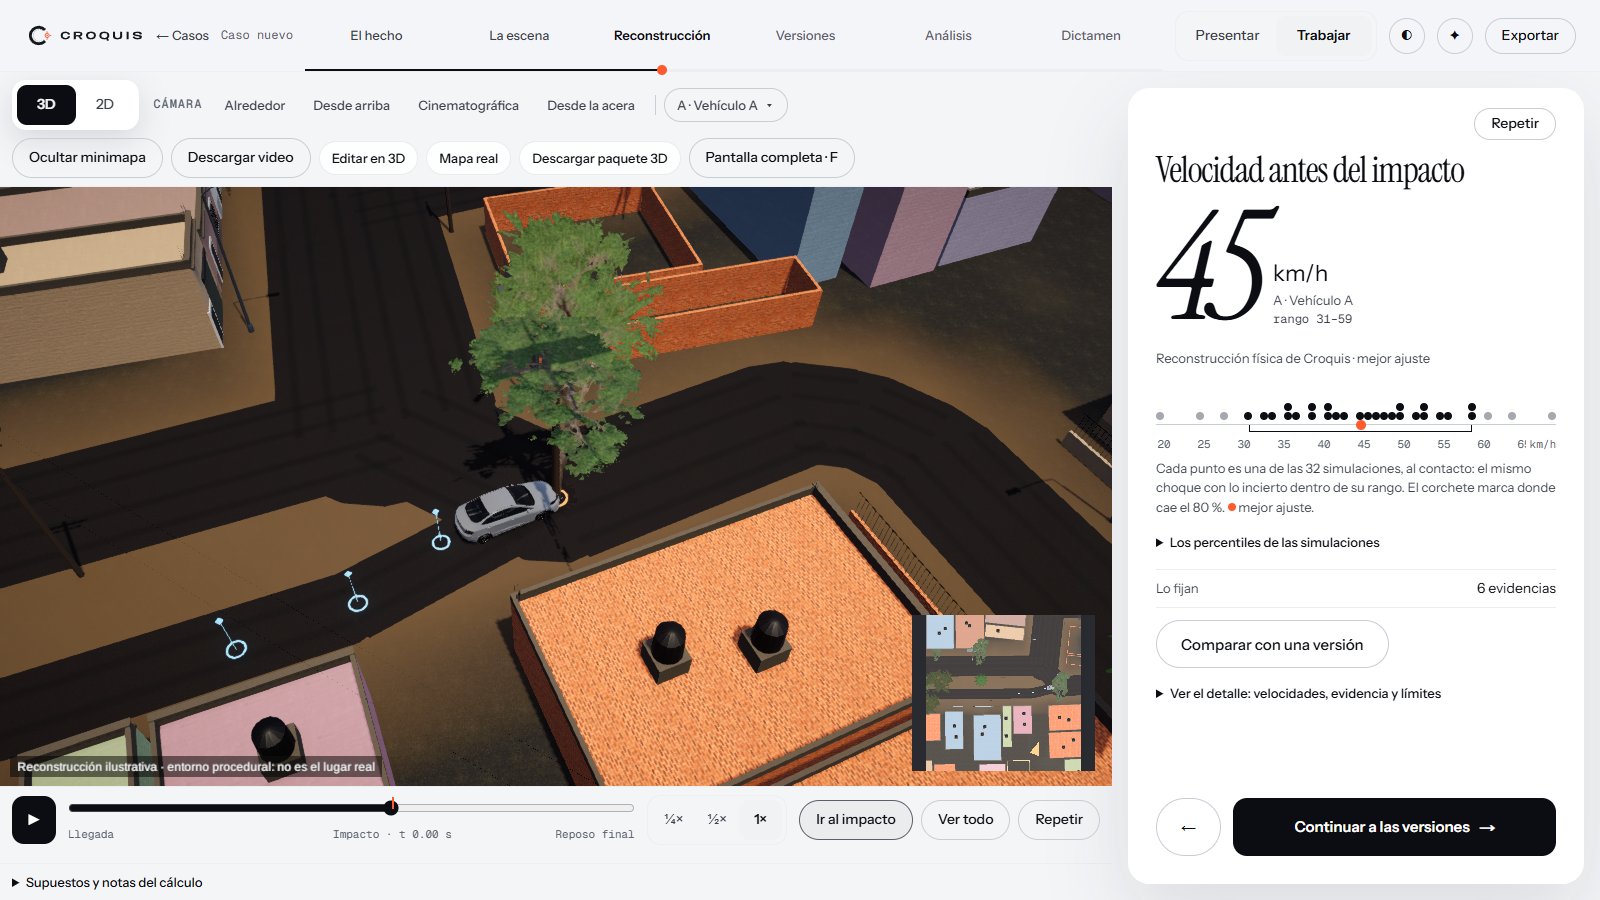 CROQUIS
← Casos
Caso nuevo
El hecho
La escena
Reconstrucción
Versiones
Análisis
Dictamen
Presentar
Trabajar
Exportar
3D
2D
CÁMARA
Alrededor
Desde arriba
Cinematográfica
Desde la acera
A · Vehículo A
Ocultar minimapa
Descargar video
Editar en 3D
Mapa real
Descargar paquete 3D
Pantalla completa · F
Reconstrucción ilustrativa - entorno procedural: no es el lugar real
Llegada
Impacto · t 0.00 s
Reposo final
¼×
½×
1×
Ir al impacto
Ver todo
Repetir
Supuestos y notas del cálculo
Repetir
Velocidad antes del impacto
45
km/h
A · Vehículo A
rango 31–59
Reconstrucción física de Croquis · mejor ajuste
20 25 30 35 40 45 50 55 60 km/h
Cada punto es una de las 32 simulaciones, al contacto: el mismo
choque con lo incierto dentro de su rango. El corchete marca donde
cae el 80 %. mejor ajuste.
Los percentiles de las simulaciones
Lo fijan
6 evidencias
Comparar con una versión
Ver el detalle: velocidades, evidencia y límites
←
Continuar a las versiones →